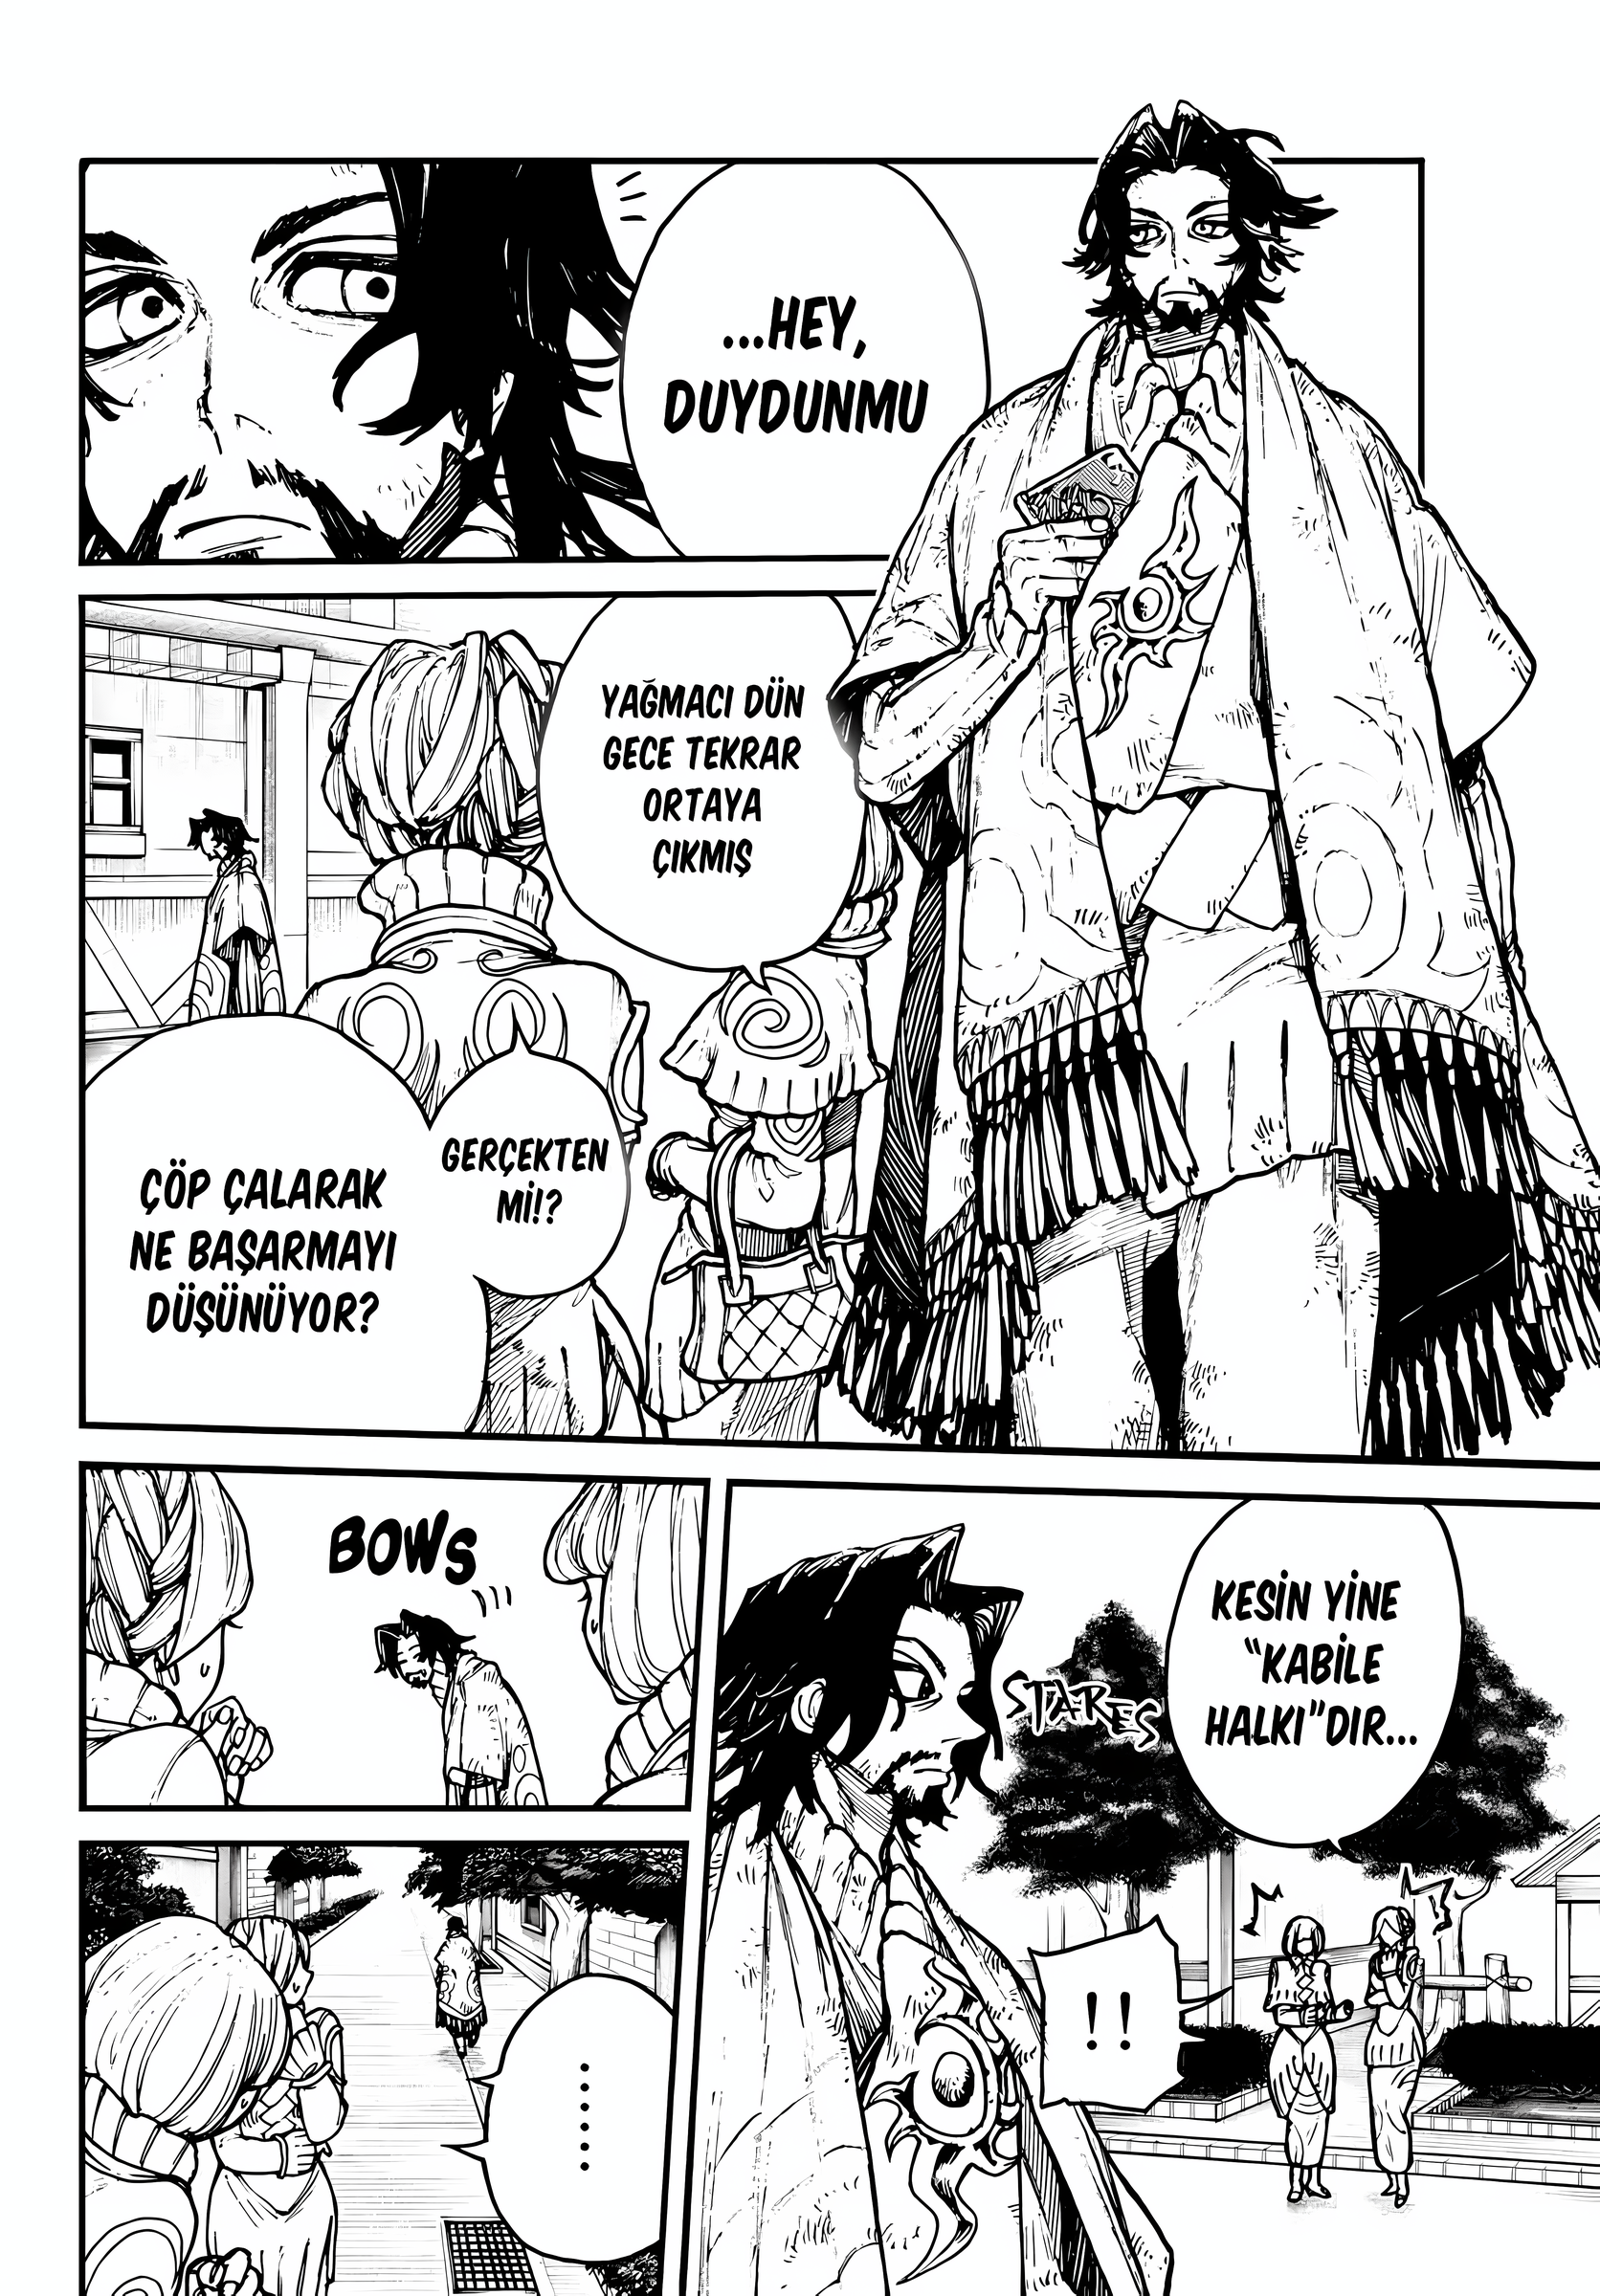 ...HEY,
DUYDUNMU
YAĞMACI DÜN
GECE TEKRAR
ORTAYA
ÇIKMIŞ
GERÇEKTEN
Mİ!?
ÇÖP ÇALARAK
NE BAŞARMAYI
DÜŞÜNÜYOR?
KESİN YİNE
“KABİLE
HALKI”DIR...
STARES
!!
BOWS
........